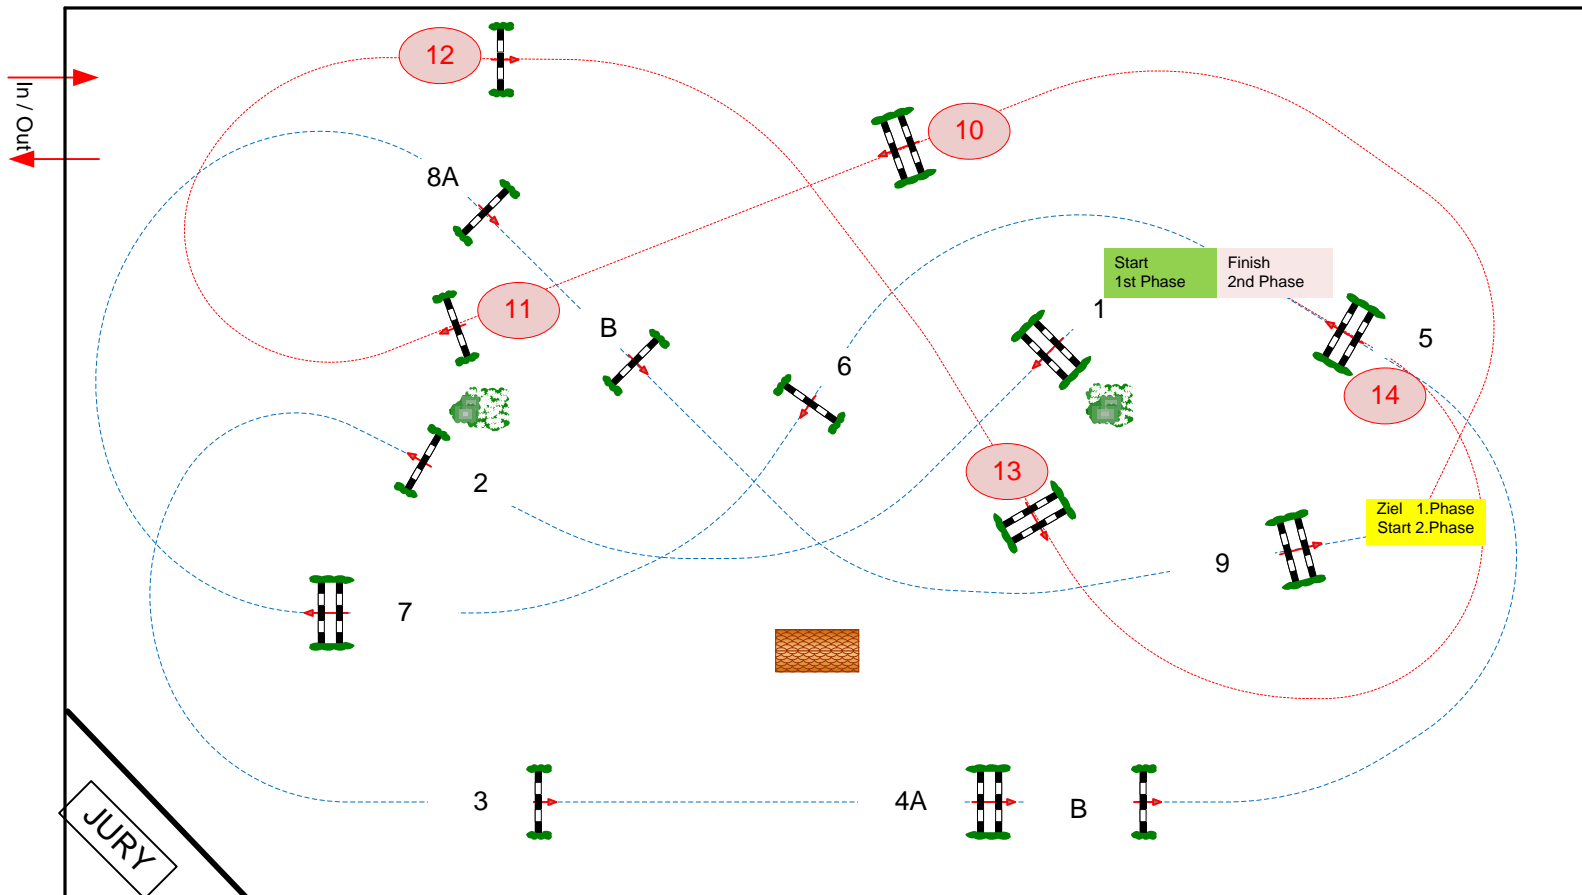 12
In / Out
10
8A
Start
1st Phase
Finish
2nd Phase
11
1
B
5
6
14
13
2
Ziel 1.Phase
Start 2.Phase
9
7
3
4A
B
JURY